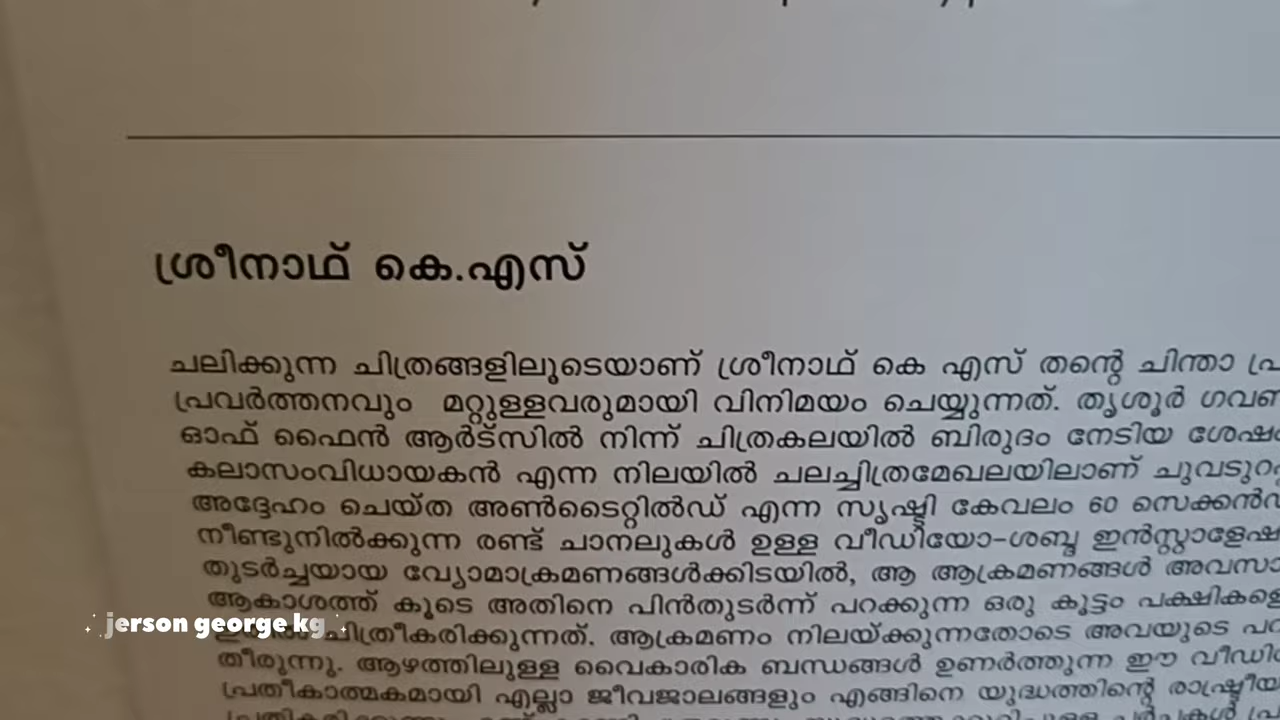 ശ്രീനാഥ് കെ.എസ്
ചലിക്കുന്ന ചിത്രങ്ങളിലൂടെയാണ് ശ്രീനാഥ് കെ എസ് തന്റെ ചിന്താ
പ്രവർത്തനവും മറ്റുള്ളവരുമായി വിനിമയം ചെയ്യുന്നത്. തൃശൂർ
ഓഫ് ഫൈൻ ആർട്സിൽ നിന്ന് ചിത്രകലയിൽ ബിരുദം നേടിയ
കലാസംവിധായകൻ എന്ന നിലയിൽ ചലച്ചിത്രമേഖലയിലാണ്
അദ്ദേഹം ചെയ്ത അൺടൈറ്റിൽഡ് എന്ന സൃഷ്ടി കേവലം 60
നീണ്ടുനിൽക്കുന്ന രണ്ട് ചാനലുകൾ ഉള്ള വീഡിയോ-ശബ്ദ
തുടർച്ചയായ വ്യോമാക്രമണങ്ങൾക്കിടയിൽ, ആ ആക്രമണങ്ങൾ
ആകാശത്ത് കൂടെ അതിനെ പിൻതുടർന്ന് പറക്കുന്ന ഒരു കൂട്ടം
jerson george kg
ചിത്രീകരിക്കുന്നത്. ആക്രമണം നിലയ്ക്കുന്നതോടെ അവയുടെ
തീരുന്നു. ആഴത്തിലുള്ള വൈകാരിക ബന്ധങ്ങൾ ഉണർത്തുന്ന ഈ
പ്രതീകാത്മകമായി എല്ലാ ജീവജാലങ്ങളും എങ്ങിനെ യുദ്ധത്തിന്റെ